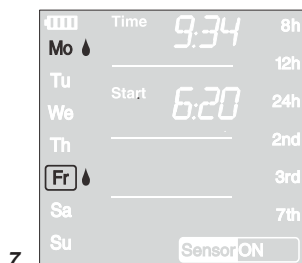 Time 9:34 8h
Mo
12h
Tu
Start 6:20 24h
We
Th 2nd
Fr 3rd
Sa 7th
Su Sensor ON
7